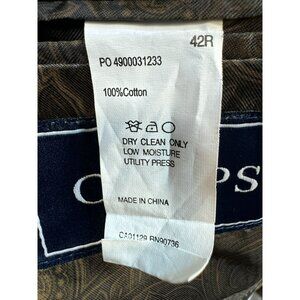 42R
PO 4900031233
100%Cotton
DRY CLEAN ONLY
LOW MOISTURE
UTILITY PRESS
MADE IN CHINA
CA01129 RN90736